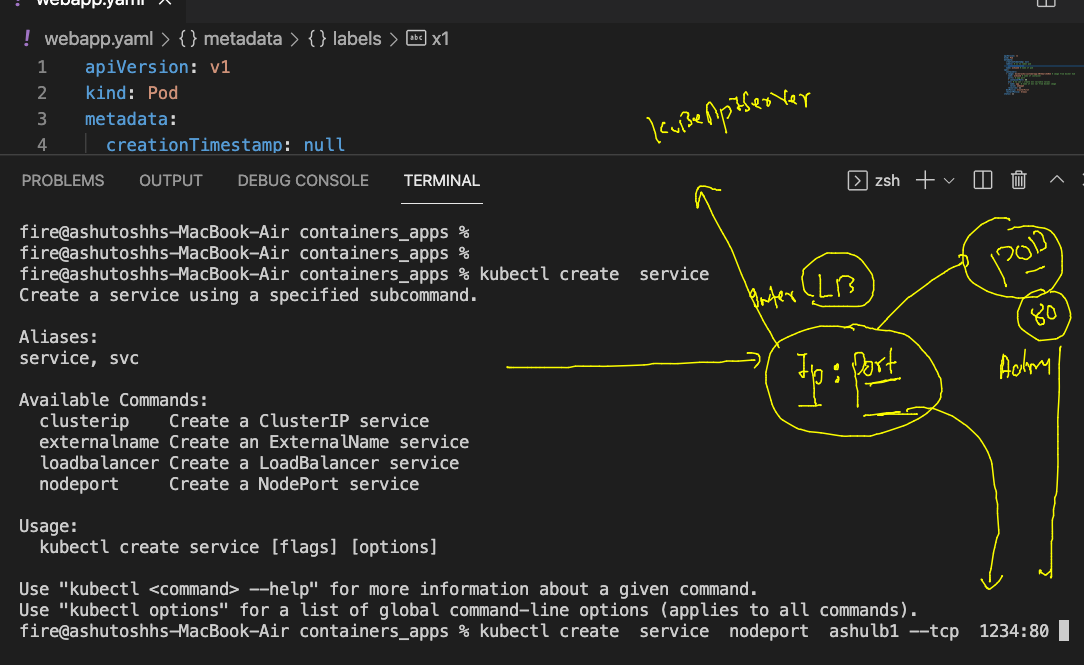 webapp.yaml
! webapp.yaml > {} metadata > {} labels > abc x1
1 apiVersion: v1
2 kind: Pod
3 metadata:
4 creationTimestamp: null
KubeApiServer
PROBLEMS OUTPUT DEBUG CONSOLE TERMINAL zsh
fire@ashutoshhs-MacBook-Air containers_apps %
fire@ashutoshhs-MacBook-Air containers_apps %
fire@ashutoshhs-MacBook-Air containers_apps % kubectl create  service
Create a service using a specified subcommand.
POD
LB
80
Aliases:
service, svc
Ip: Port
Available Commands:
clusterip Create a ClusterIP service
externalname Create an ExternalName service
loadbalancer Create a LoadBalancer service
nodeport Create a NodePort service
Usage:
kubectl create service [flags] [options]
Use "kubectl <command> --help" for more information about a given command.
Use "kubectl options" for a list of global command-line options (applies to all commands).
fire@ashutoshhs-MacBook-Air containers_apps % kubectl create  service  nodeport  ashulb1 --tcp  1234:80